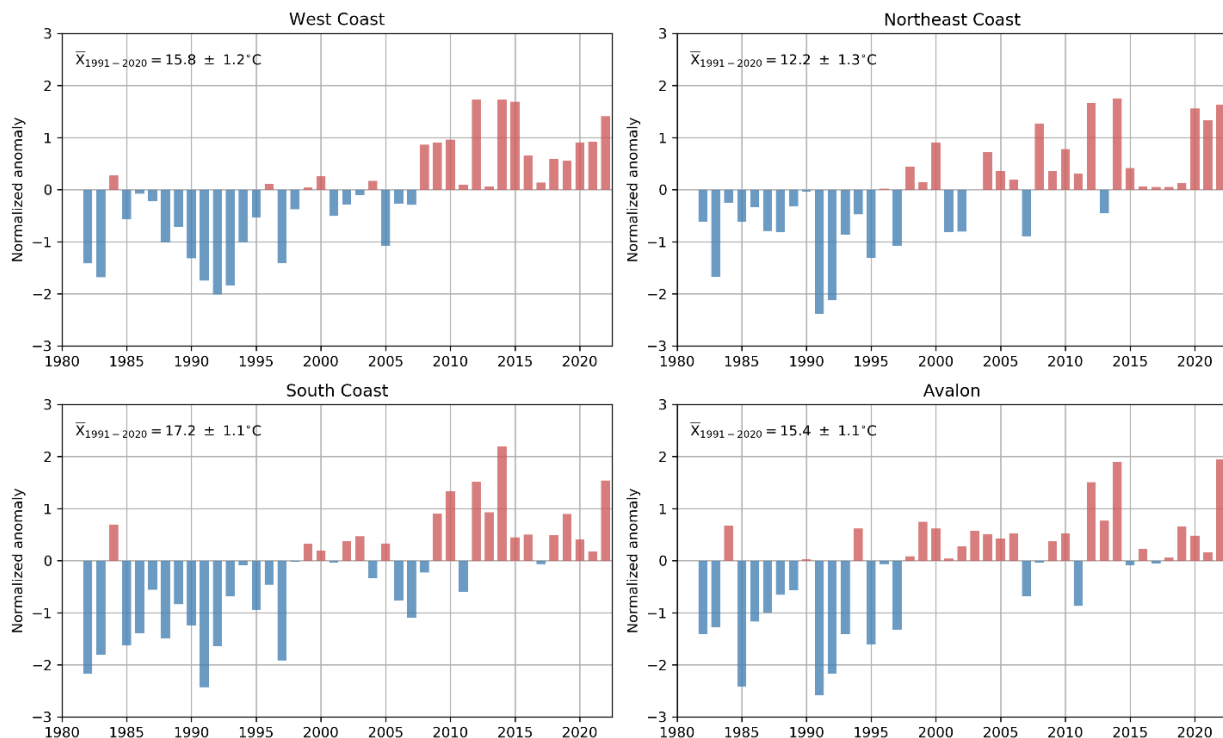 West Coast
X̅1991−2020 = 15.8 ± 1.2°C
Normalized anomaly
3
2
1
0
−1
−2
−3
1980 1985 1990 1995 2000 2005 2010 2015 2020
Northeast Coast
X̅1991−2020 = 12.2 ± 1.3°C
Normalized anomaly
3
2
1
0
−1
−2
−3
1980 1985 1990 1995 2000 2005 2010 2015 2020
South Coast
X̅1991−2020 = 17.2 ± 1.1°C
Normalized anomaly
3
2
1
0
−1
−2
−3
1980 1985 1990 1995 2000 2005 2010 2015 2020
Avalon
X̅1991−2020 = 15.4 ± 1.1°C
Normalized anomaly
3
2
1
0
−1
−2
−3
1980 1985 1990 1995 2000 2005 2010 2015 2020